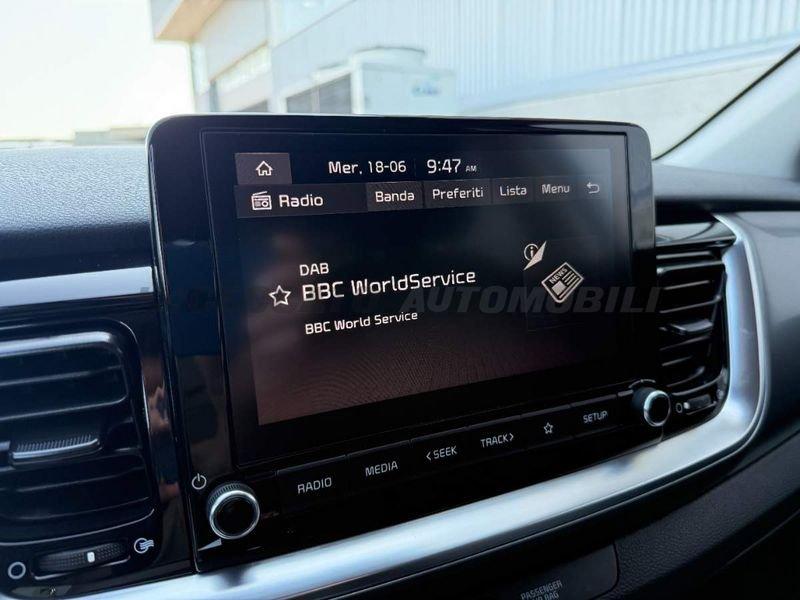 Mer, 18-06 9:47 AM
Radio Banda Preferiti Lista Menu
DAB
BBC WorldService
BBC World Service
NEWS
AUTOMOBILI
RADIO MEDIA < SEEK TRACK > SETUP
PASSENGER
BAG